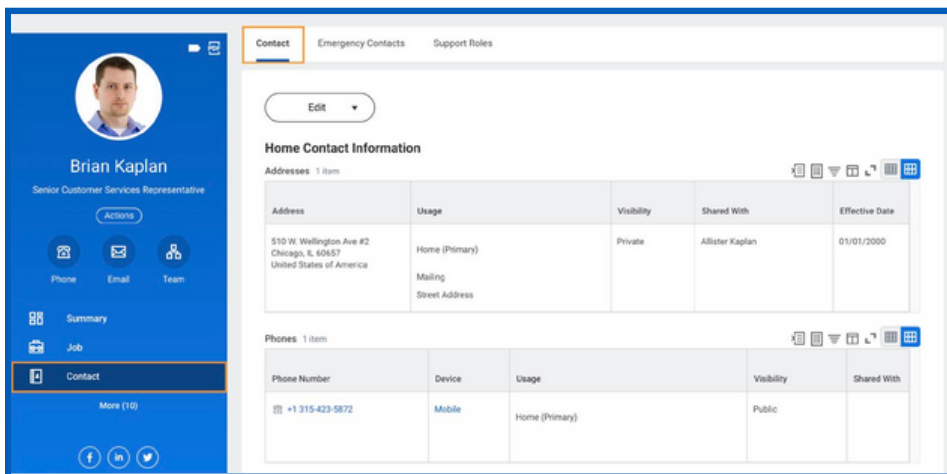 PDF
Contact
Emergency Contacts
Support Roles
Brian Kaplan
Senior Customer Services Representative
Actions
Phone
Email
Team
Summary
Job
Contact
More (10)
Edit
Home Contact Information
Addresses 1 item
Address Usage Visibility Shared With Effective Date
510 W. Wellington Ave #2
Chicago, IL 60657
United States of America
Home (Primary)
Mailing
Street Address
Private
Allister Kaplan
01/01/2000
Phones 1 item
Phone Number Device Usage Visibility Shared With
+1 315-423-5872 Mobile Home (Primary) Public